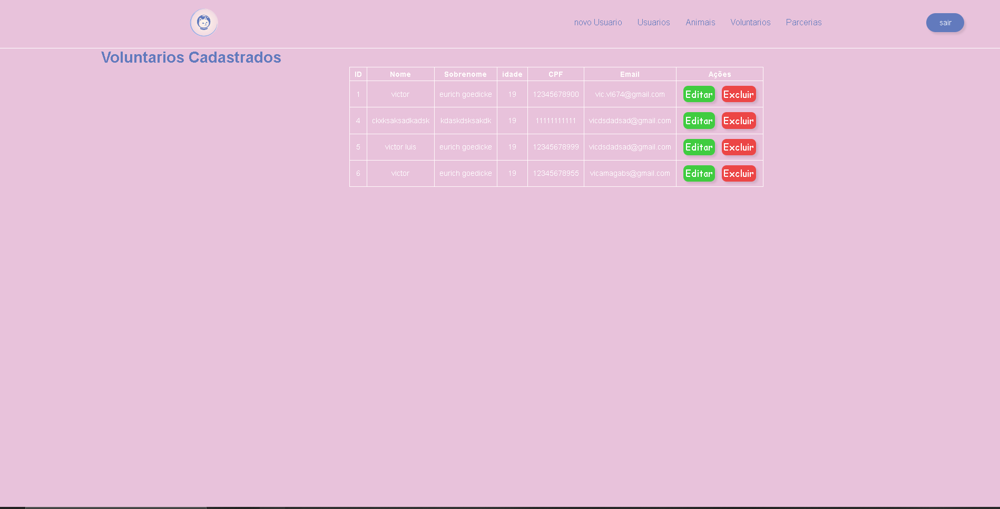 novo Usuario Usuarios Animais Voluntarios Parcerias sair
Voluntarios Cadastrados
ID Nome Sobrenome idade CPF Email Ações
1 victor eurich goedicke 19 12345678900 vic.vl674@gmail.com Editar Excluir
4 ckxksaksadkadsk kdaskdsksakdk 19 11111111111 vicdsdadsad@gmail.com Editar Excluir
5 victor luis eurich goedicke 19 12345678999 vicdsdadsad@gmail.com Editar Excluir
6 victor eurich goedicke 19 12345678955 vicamagabs@gmail.com Editar Excluir